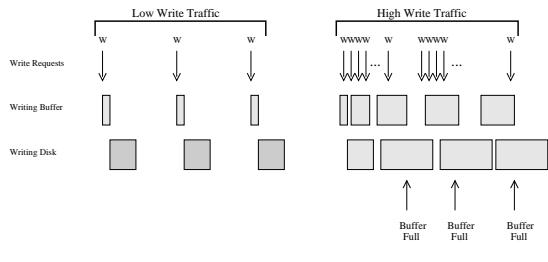 Low Write Traffic
High Write Traffic
W W W WWWW W WWWW W
Write Requests ... ...
Writing Buffer
Writing Disk
Buffer Buffer Buffer
Full Full Full